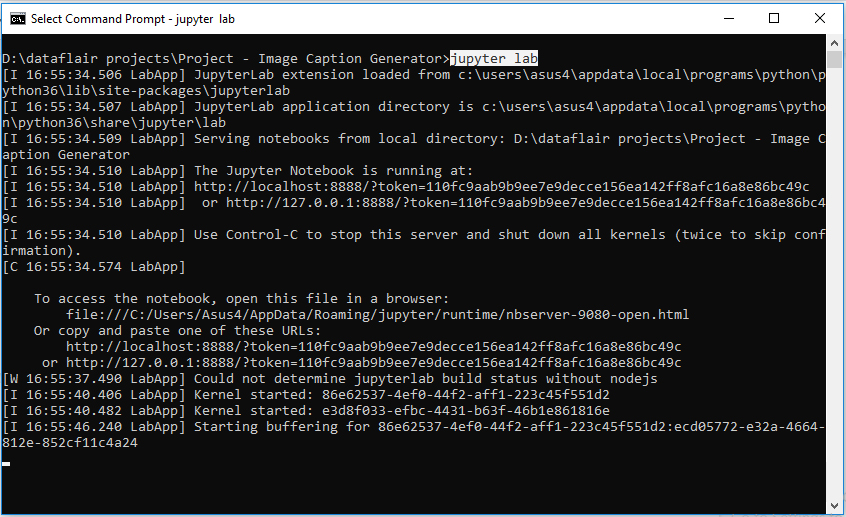 Select Command Prompt - jupyter lab
D:\dataflair projects\Project - Image Caption Generator>jupyter lab
[I 16:55:34.506 LabApp] JupyterLab extension loaded from c:\users\asus4\appdata\local\programs\python\p
ython36\lib\site-packages\jupyterlab
[I 16:55:34.507 LabApp] JupyterLab application directory is c:\users\asus4\appdata\local\programs\pytho
n\python36\share\jupyter\lab
[I 16:55:34.509 LabApp] Serving notebooks from local directory: D:\dataflair projects\Project - Image C
aption Generator
[I 16:55:34.510 LabApp] The Jupyter Notebook is running at:
[I 16:55:34.510 LabApp] http://localhost:8888/?token=110fc9aab9b9ee7e9decce156ea142ff8afc16a8e86bc49c
[I 16:55:34.510 LabApp]  or http://127.0.0.1:8888/?token=110fc9aab9b9ee7e9decce156ea142ff8afc16a8e86bc4
9c
[I 16:55:34.510 LabApp] Use Control-C to stop this server and shut down all kernels (twice to skip conf
irmation).
[C 16:55:34.574 LabApp]
To access the notebook, open this file in a browser:
file:///C:/Users/Asus4/AppData/Roaming/jupyter/runtime/nbserver-9080-open.html
Or copy and paste one of these URLs:
http://localhost:8888/?token=110fc9aab9b9ee7e9decce156ea142ff8afc16a8e86bc49c
or http://127.0.0.1:8888/?token=110fc9aab9b9ee7e9decce156ea142ff8afc16a8e86bc49c
[W 16:55:37.490 LabApp] Could not determine jupyterlab build status without nodejs
[I 16:55:40.406 LabApp] Kernel started: 86e62537-4ef0-44f2-aff1-223c45f551d2
[I 16:55:40.482 LabApp] Kernel started: e3d8f033-efbc-4431-b63f-46b1e861816e
[I 16:55:46.240 LabApp] Starting buffering for 86e62537-4ef0-44f2-aff1-223c45f551d2:ecd05772-e32a-4664-
812e-852cf11c4a24